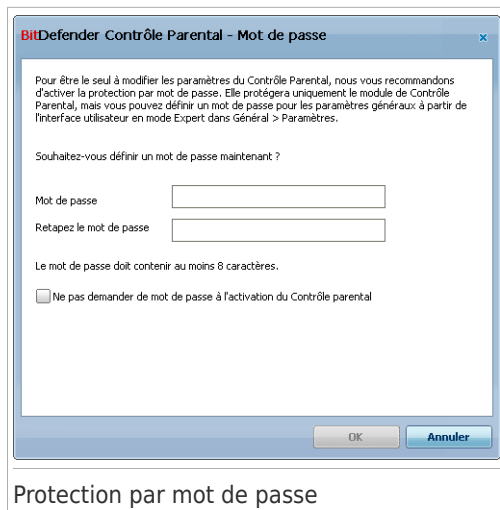 BitDefender Contrôle Parental - Mot de passe
Pour être le seul à modifier les paramètres du Contrôle Parental, nous vous recommandons
d'activer la protection par mot de passe. Elle protégera uniquement le module de Contrôle
Parental, mais vous pouvez définir un mot de passe pour les paramètres généraux à partir de
l'interface utilisateur en mode Expert dans Général > Paramètres.
Souhaitez-vous définir un mot de passe maintenant ?
Mot de passe
Retapez le mot de passe
Le mot de passe doit contenir au moins 8 caractères.
Ne pas demander de mot de passe à l'activation du Contrôle parental
OK
Annuler
Protection par mot de passe